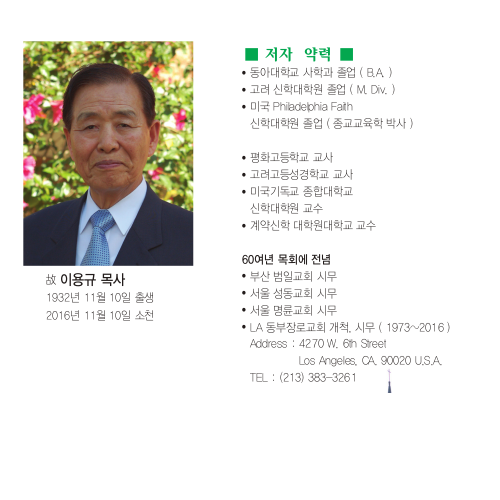 ■ 저자 약력 ■
• 동아대학교 사학과 졸업 ( B.A. )
• 고려 신학대학원 졸업 ( M. Div. )
• 미국 Philadelphia Faith
신학대학원 졸업 ( 종교교육학 박사 )
• 평화고등학교 교사
• 고려고등성경학교 교사
• 미국기독교 종합대학교
신학대학원 교수
• 계약신학 대학원대학교 교수
60여년 목회에 전념
• 부산 범일교회 시무
• 서울 성동교회 시무
• 서울 명륜교회 시무
• LA 동부장로교회 개척, 시무 ( 1973~2016 )
Address : 4270 W. 6th Street
Los Angeles, CA. 90020 U.S.A.
TEL : (213) 383-3261
故 이용규 목사
1932년 11월 10일 출생
2016년 11월 10일 소천